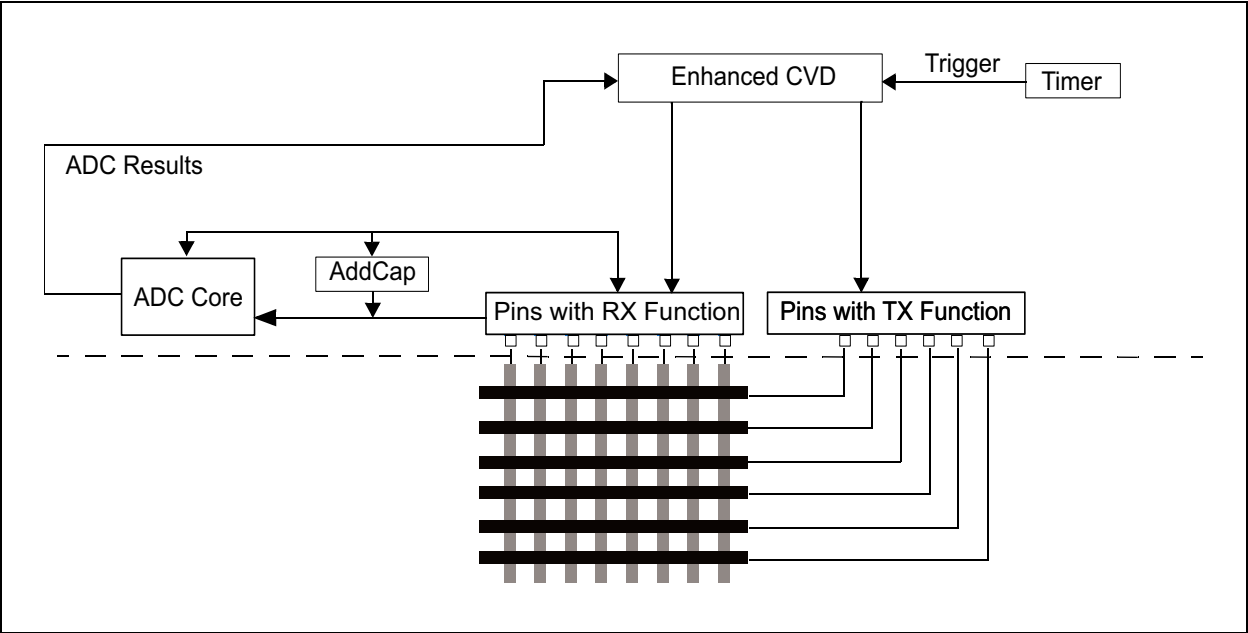 Enhanced CVD
Trigger
Timer
ADC Results
ADC Core
AddCap
Pins with RX Function
Pins with TX Function